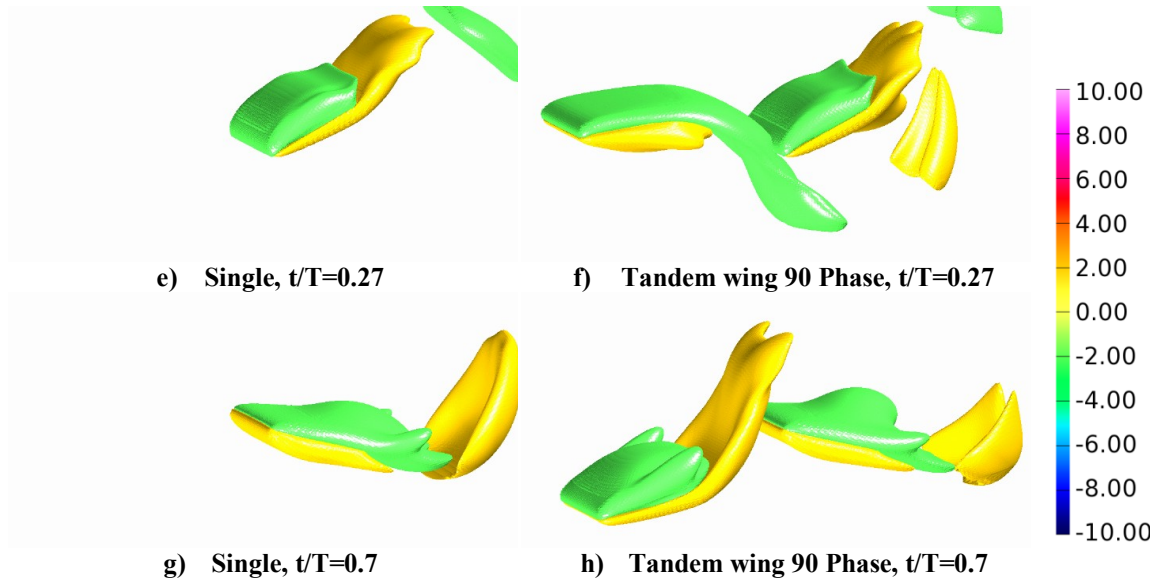 e) Single, t/T=0.27
f) Tandem wing 90 Phase, t/T=0.27
g) Single, t/T=0.7
h) Tandem wing 90 Phase, t/T=0.7
10.00
8.00
6.00
4.00
2.00
0.00
-2.00
-4.00
-6.00
-8.00
-10.00